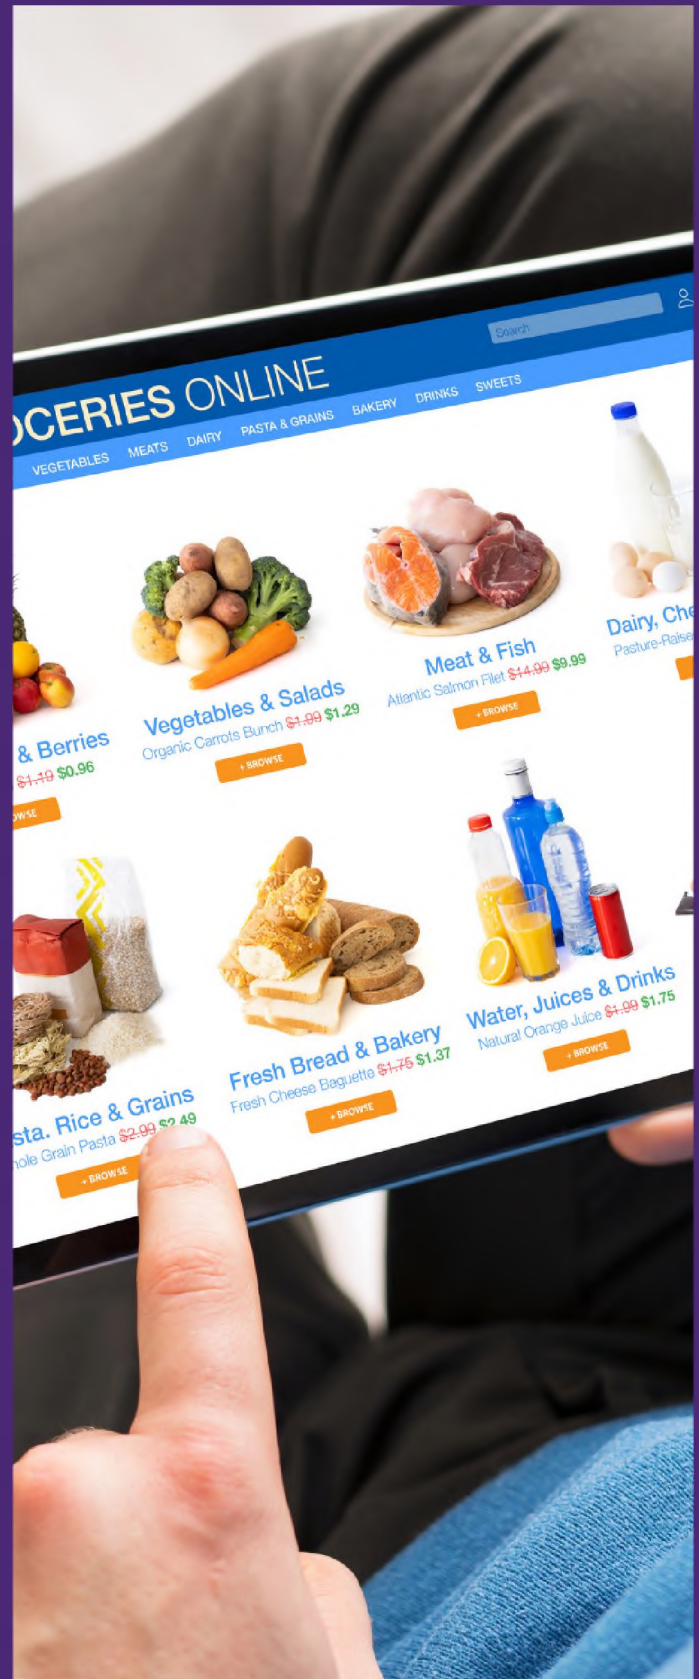 OCERIES ONLINE
Search
VEGETABLES MEATS DAIRY PASTA & GRAINS BAKERY DRINKS SWEETS
& Berries
$1.19 $0.96
Vegetables & Salads
Organic Carrots Bunch $1.99 $1.29
+ BROWSE
Meat & Fish
Atlantic Salmon Filet $14.99 $9.99
+ BROWSE
Dairy, Che
Pasture-Raise
sta. Rice & Grains
hole Grain Pasta $2.99 $2.49
+ BROWSE
Fresh Bread & Bakery
Fresh Cheese Baguette $1.75 $1.37
+ BROWSE
Water, Juices & Drinks
Natural Orange Juice $1.99 $1.75
+ BROWSE